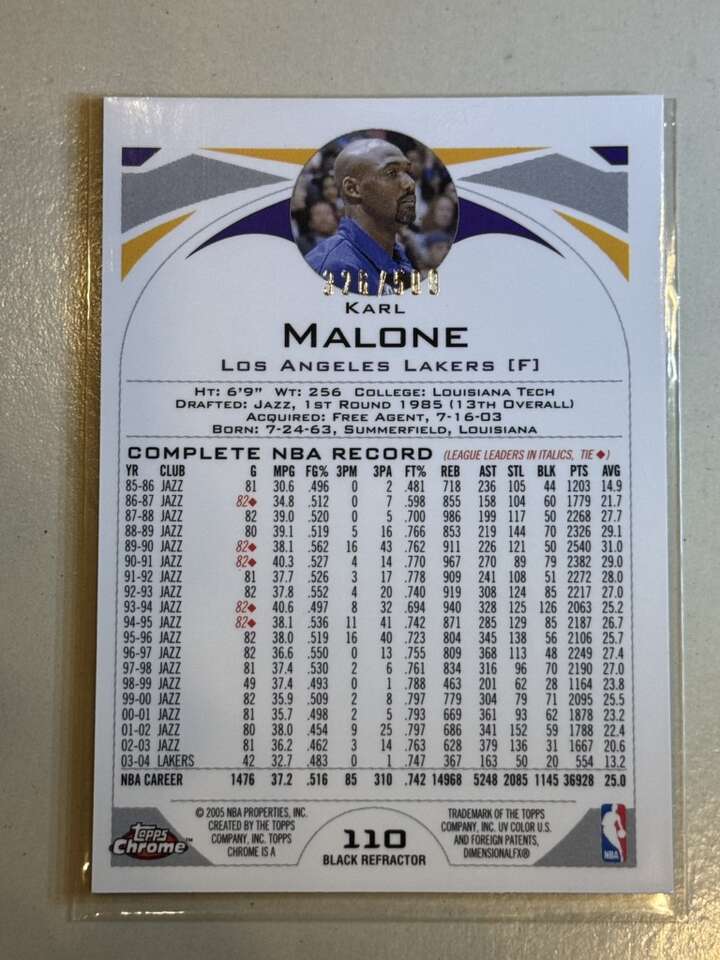 326/500
KARL
MALONE
LOS ANGELES LAKERS [F]
HT: 6'9" WT: 256 COLLEGE: LOUISIANA TECH
DRAFTED: JAZZ, 1ST ROUND 1985 (13TH OVERALL)
ACQUIRED: FREE AGENT, 7-16-03
BORN: 7-24-63, SUMMERFIELD, LOUISIANA
COMPLETE NBA RECORD (LEAGUE LEADERS IN ITALICS, TIE ◆)
YR CLUB G MPG FG% 3PM 3PA FT% REB AST STL BLK PTS AVG
85-86 JAZZ 81 30.6 .496 0 2 .481 718 236 105 44 1203 14.9
86-87 JAZZ 82◆ 34.8 .512 0 7 .598 855 158 104 60 1779 21.7
87-88 JAZZ 82 39.0 .520 0 5 .700 986 199 117 50 2268 27.7
88-89 JAZZ 80 39.1 .519 5 16 .766 853 219 144 70 2326 29.1
89-90 JAZZ 82◆ 38.1 .562 16 43 .762 911 226 121 50 2540 31.0
90-91 JAZZ 82◆ 40.3 .527 4 14 .770 967 270 89 79 2382 29.0
91-92 JAZZ 81 37.7 .526 3 17 .778 909 241 108 51 2272 28.0
92-93 JAZZ 82 37.8 .552 4 20 .740 919 308 124 85 2217 27.0
93-94 JAZZ 82◆ 40.6 .497 8 32 .694 940 328 125 126 2063 25.2
94-95 JAZZ 82◆ 38.1 .536 11 41 .742 871 285 129 85 2187 26.7
95-96 JAZZ 82 38.0 .519 16 40 .723 804 345 138 56 2106 25.7
96-97 JAZZ 82 36.6 .550 0 13 .755 809 368 113 48 2249 27.4
97-98 JAZZ 81 37.4 .530 2 6 .761 834 316 96 70 2190 27.0
98-99 JAZZ 49 37.4 .493 0 1 .788 463 201 62 28 1164 23.8
99-00 JAZZ 82 35.9 .509 2 8 .797 779 304 79 71 2095 25.5
00-01 JAZZ 81 35.7 .498 2 5 .793 669 361 93 62 1878 23.2
01-02 JAZZ 80 38.0 .454 9 25 .797 686 341 152 59 1788 22.4
02-03 JAZZ 81 36.2 .462 3 14 .763 628 379 136 31 1667 20.6
03-04 LAKERS 42 32.7 .483 0 1 .747 367 163 50 20 554 13.2
NBA CAREER 1476 37.2 .516 85 310 .742 14968 5248 2085 1145 36928 25.0
© 2005 NBA PROPERTIES, INC.
CREATED BY THE TOPPS
COMPANY, INC. TOPPS
CHROME IS A
TRADEMARK OF THE TOPPS
COMPANY, INC. UV COLOR U.S.
AND FOREIGN PATENTS,
DIMENSIONALFX®
Topps
Chrome™
110
BLACK REFRACTOR
NBA